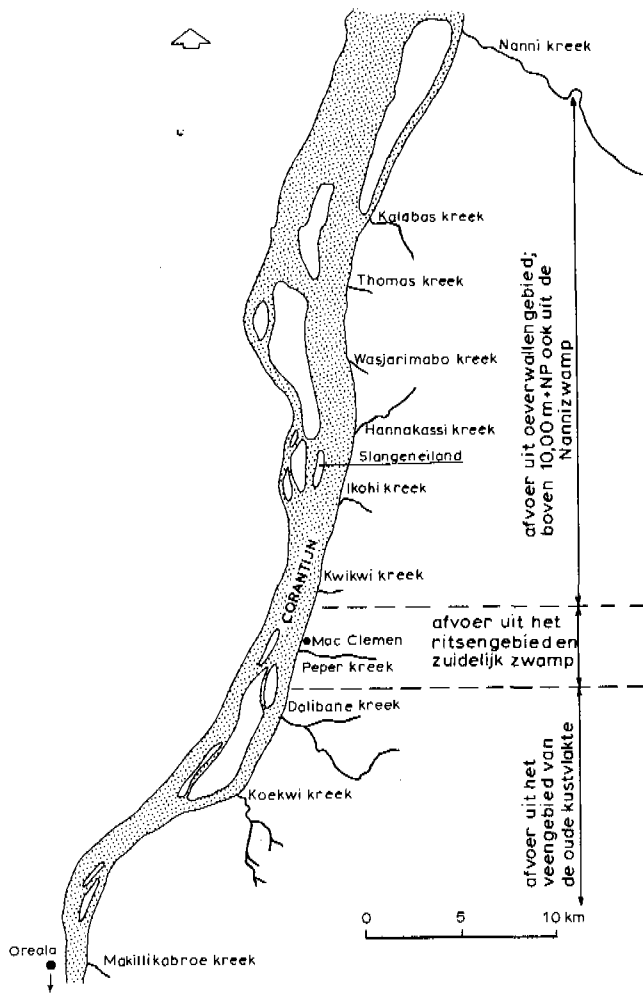 Nanni kreek
Kalabas kreek
Thomas kreek
Wasjarimabo kreek
Hannakassi kreek
Slangeneiland
Ikohi kreek
CORANTIJN
Kwikwi kreek
Mac Clemen
Peper kreek
Dalibane kreek
Koekwi kreek
Oreala
Makillikabroe kreek
afvoer uit oeverwallengebied;
boven 10,00 m+NP ook uit de
Nannizwamp
afvoer uit het
ritsengebied en
zuidelijk zwamp
afvoer uit het
veengebied van
de oude kustvlakte
0 5 10 km